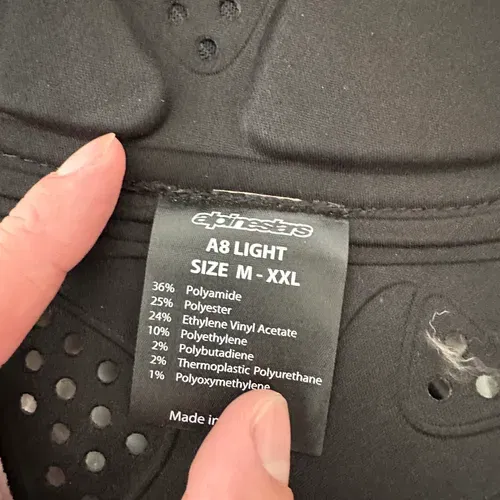 alpinestars
A8 LIGHT
SIZE M - XXL
36% Polyamide
25% Polyester
24% Ethylene Vinyl Acetate
10% Polyethylene
2% Polybutadiene
2% Thermoplastic Polyurethane
1% Polyoxymethylene
Made in